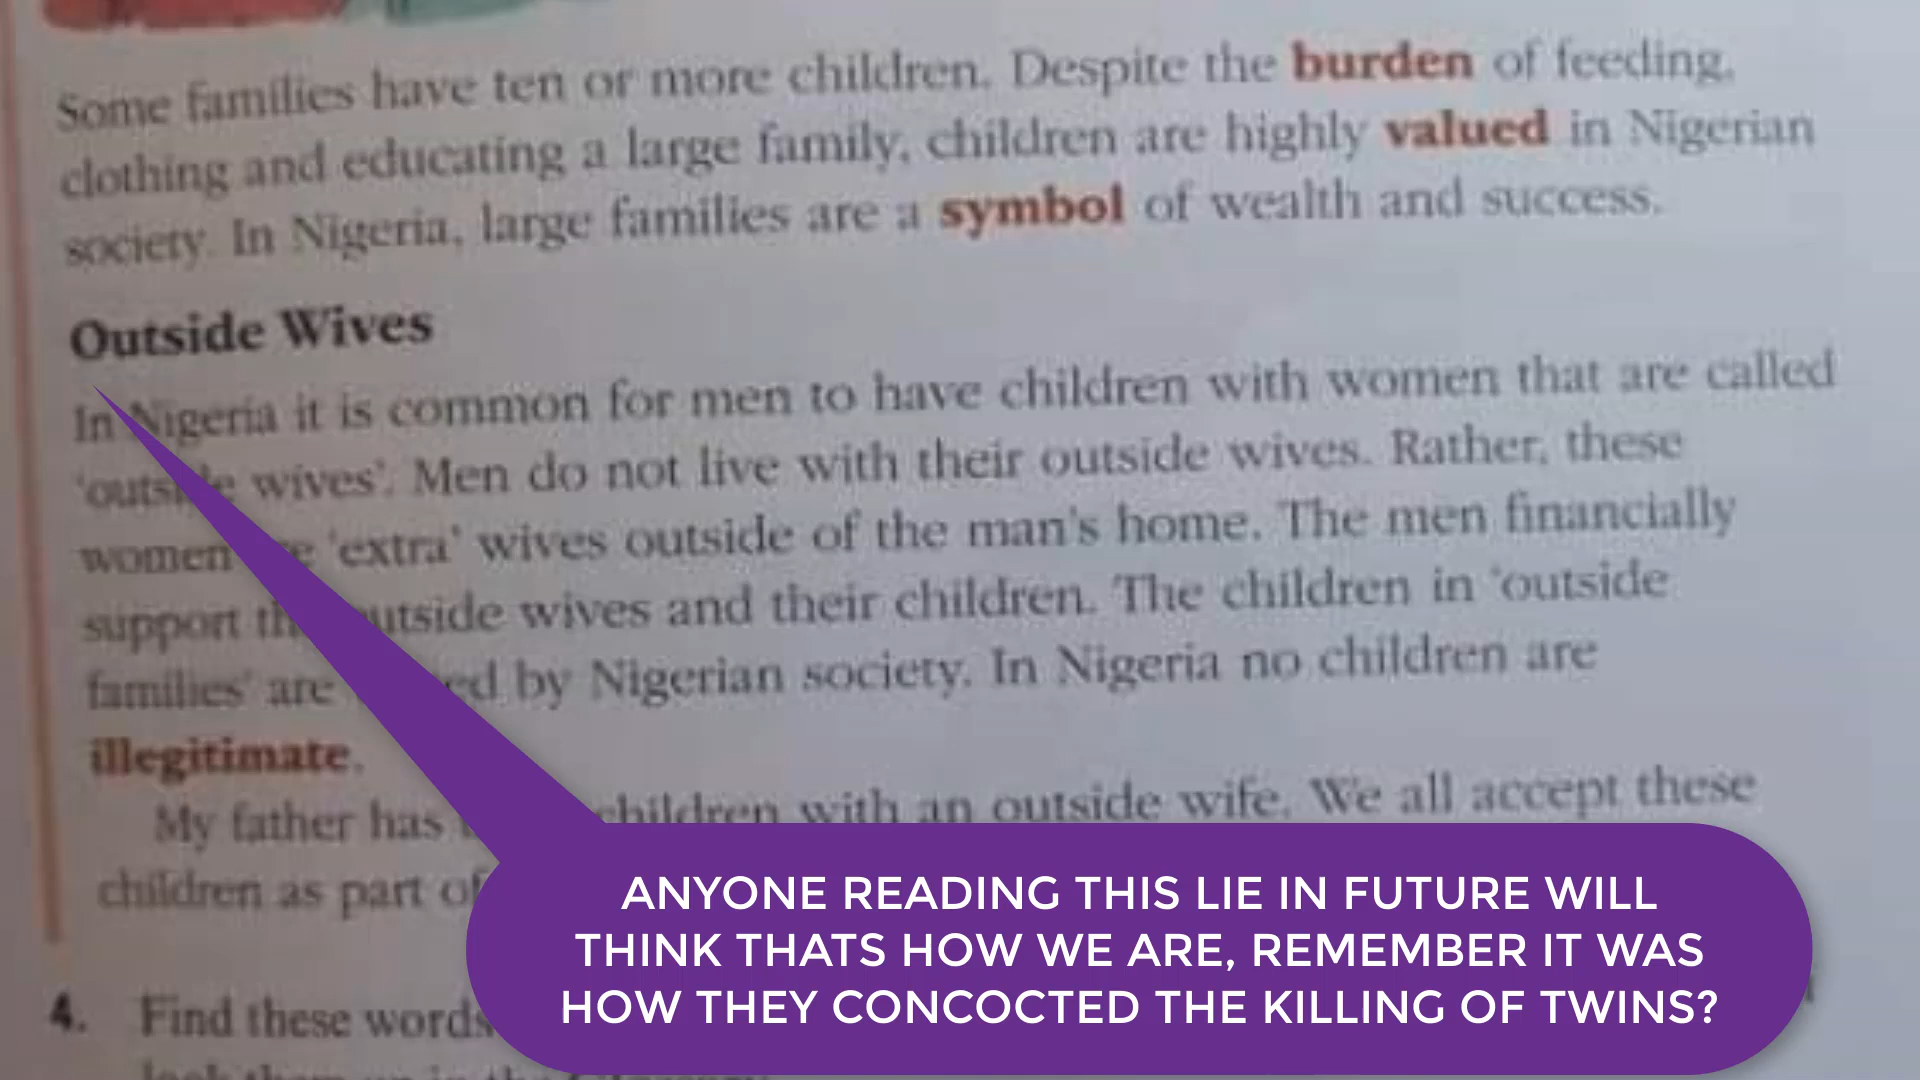 Some families have ten or more children. Despite the burden of feeding,
clothing and educating a large family, children are highly valued in Nigerian
society. In Nigeria, large families are a symbol of wealth and success.
Outside Wives
In Nigeria it is common for men to have children with women that are called
'outside wives'. Men do not live with their outside wives. Rather, these
women 'extra' wives outside of the man's home. The men financially
support outside wives and their children. The children in 'outside
families' are by Nigerian society. In Nigeria no children are
illegitimate.
My father has children with an outside wife. We all accept these
children as part of
4. Find these words
ANYONE READING THIS LIE IN FUTURE WILL
THINK THATS HOW WE ARE, REMEMBER IT WAS
HOW THEY CONCOCTED THE KILLING OF TWINS?